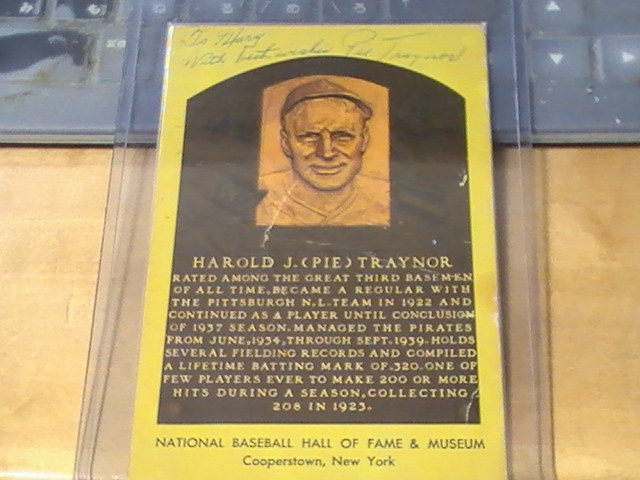 To Mary
With best wishes Pie Traynor
HAROLD J. (PIE) TRAYNOR
RATED AMONG THE GREAT THIRD BASEMEN
OF ALL TIME, BECAME A REGULAR WITH
THE PITTSBURGH N.L. TEAM IN 1922 AND
CONTINUED AS A PLAYER UNTIL CONCLUSION
OF 1937 SEASON. MANAGED THE PIRATES
FROM JUNE, 1934, THROUGH SEPT. 1939. HOLDS
SEVERAL FIELDING RECORDS AND COMPILED
A LIFETIME BATTING MARK OF .320. ONE OF
FEW PLAYERS EVER TO MAKE 200 OR MORE
HITS DURING A SEASON, COLLECTING
208 IN 1923.
NATIONAL BASEBALL HALL OF FAME & MUSEUM
Cooperstown, New York